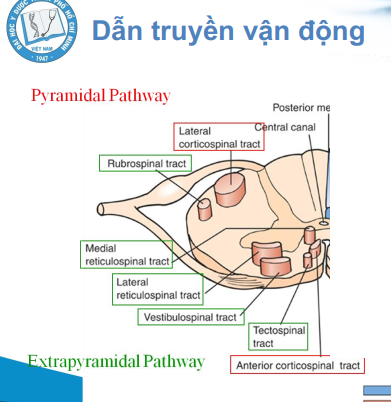 ĐẠI HỌC Y DƯỢC THÀNH PHỐ HỒ CHÍ MINH
VIỆT NAM
1947
Dẫn truyền vận động
Pyramidal Pathway
Posterior me
Lateral
corticospinal tract
Central canal
Rubrospinal tract
Medial
reticulospinal tract
Lateral
reticulospinal tract
Vestibulospinal tract
Tectospinal
tract
Extrapyramidal Pathway
Anterior corticospinal tract